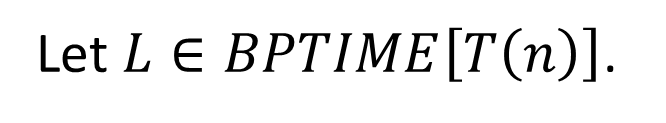 Let L ∈ BPTIME[T(n)].